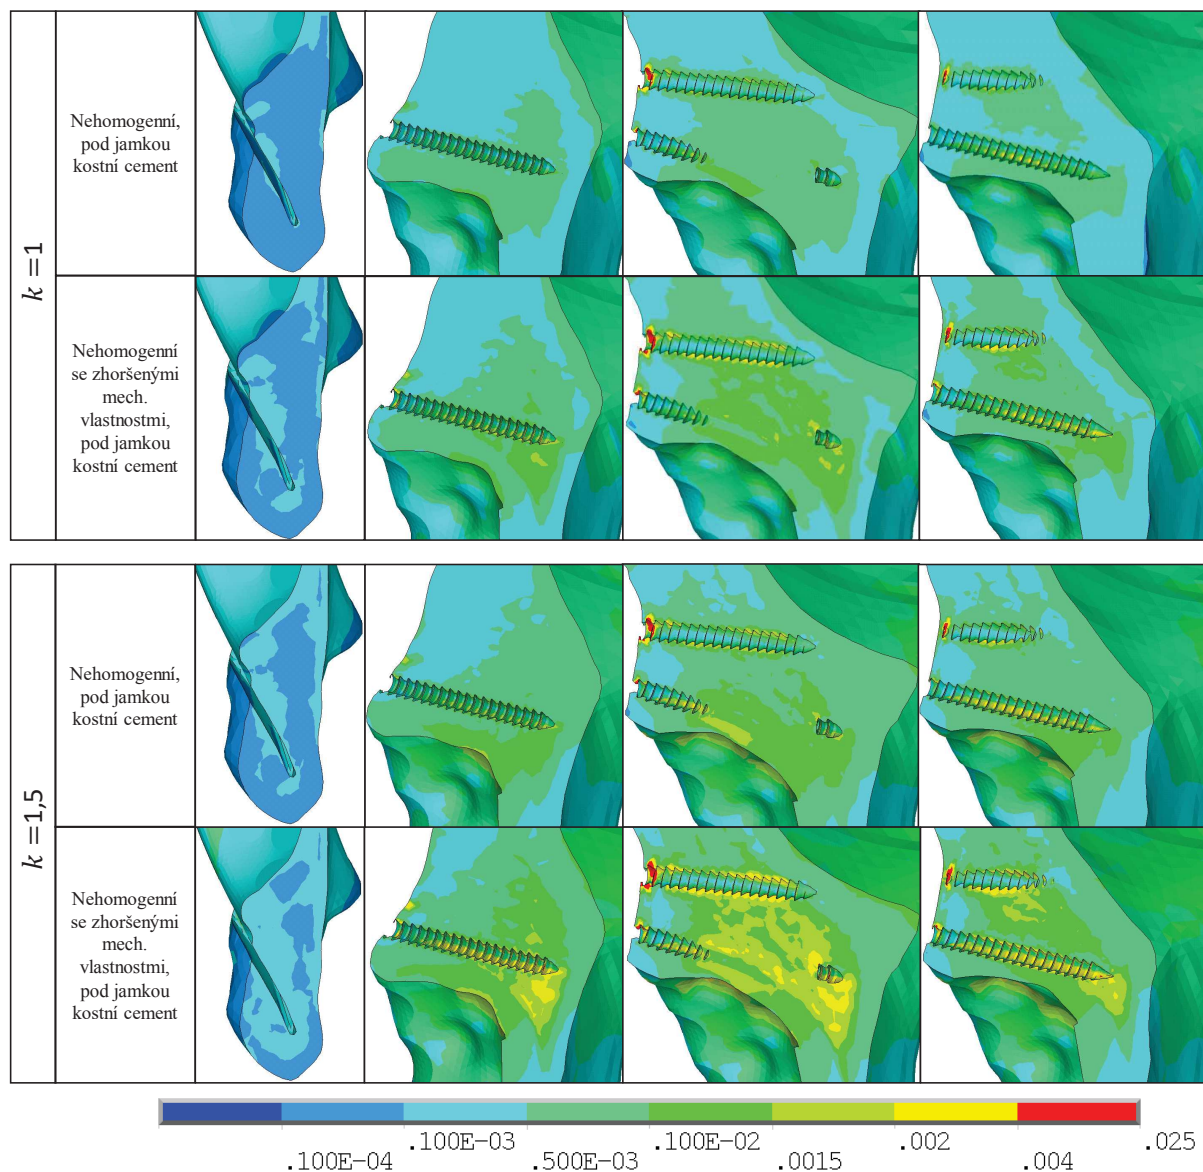 k = 1
Nehomogenní,
pod jamkou
kostní cement
Nehomogenní
se zhoršenými
mech.
vlastnostmi,
pod jamkou
kostní cement
k = 1,5
Nehomogenní,
pod jamkou
kostní cement
Nehomogenní
se zhoršenými
mech.
vlastnostmi,
pod jamkou
kostní cement
.100E-03 .100E-02 .002 .025
.100E-04 .500E-03 .0015 .004